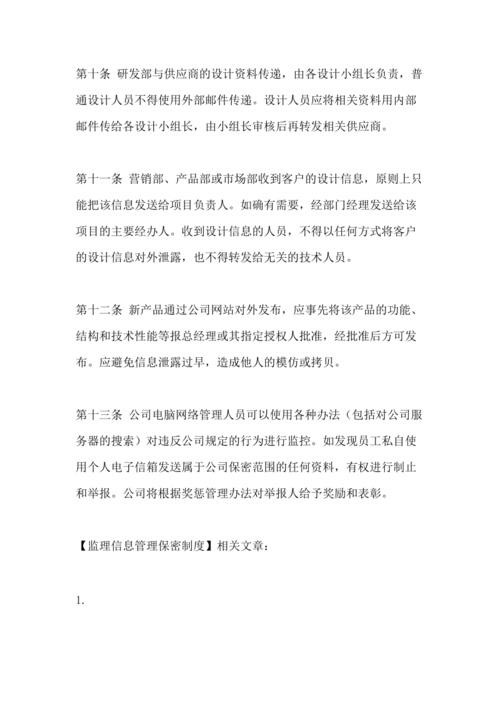 第十条 研发部与供应商的设计资料传递，由各设计小组长负责，普
通设计人员不得使用外部邮件传递。设计人员应将相关资料用内部
邮件传给各设计小组长，由小组长审核后再转发相关供应商。
第十一条 营销部、产品部或市场部收到客户的设计信息，原则上只
能把该信息发送给项目负责人。如确有需要，经部门经理发送给该
项目的主要经办人。收到设计信息的人员，不得以任何方式将客户
的设计信息对外泄露，也不得转发给无关的技术人员。
第十二条 新产品通过公司网站对外发布，应事先将该产品的功能、
结构和技术性能等报总经理或其指定授权人批准，经批准后方可发
布。应避免信息泄露过早，造成他人的模仿或拷贝。
第十三条 公司电脑网络管理人员可以使用各种办法（包括对公司服
务器的搜索）对违反公司规定的行为进行监控。如发现员工私自使
用个人电子信箱发送属于公司保密范围的任何资料，有权进行制止
和举报。公司将根据奖惩管理办法对举报人给予奖励和表彰。
【监理信息管理保密制度】相关文章：
1.